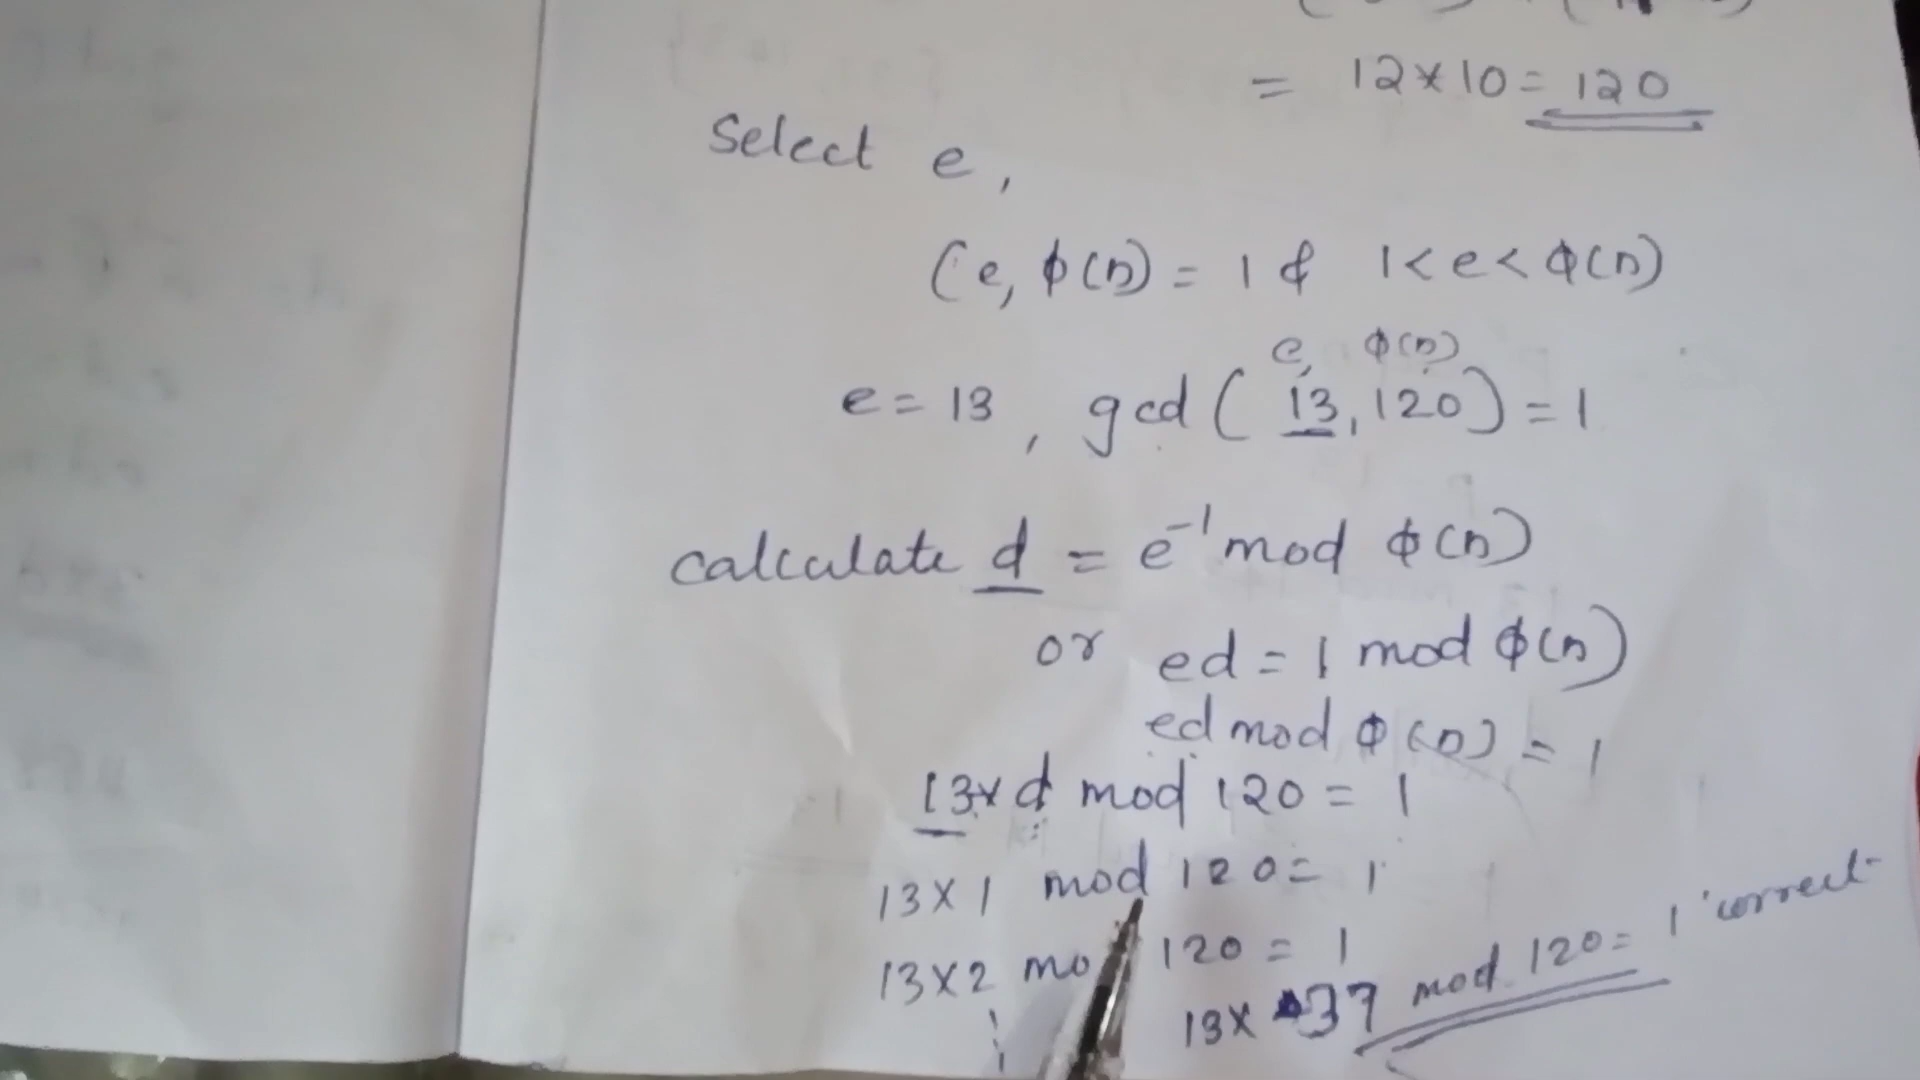 = 12×10 = 120
Select e,
(e, ϕ(n) = 1 & 1<e<ϕ(n)
e, ϕ(n)
e = 13, gcd (13, 120) = 1
calculate d = e⁻¹ mod ϕ(n)
or ed = 1 mod ϕ(n)
ed mod ϕ(n) = 1
13×d mod 120 = 1
13×1 mod 120 = 1
13×2 mo 120 = 1
13×37 mod 120 = 1 'correct